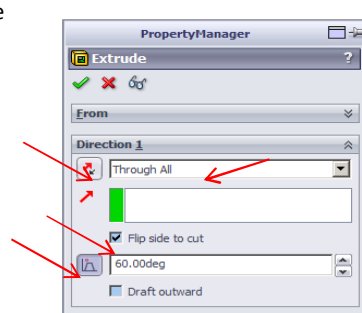 e
PropertyManager
Extrude ?
From
Direction 1
Through All
Flip side to cut
60.00deg
Draft outward